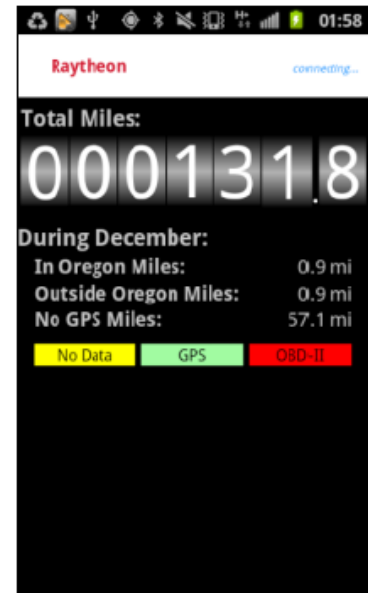 01:58
Raytheon connecting...
Total Miles:
000131.8
During December:
In Oregon Miles: 0.9 mi
Outside Oregon Miles: 0.9 mi
No GPS Miles: 57.1 mi
No Data GPS OBD-II